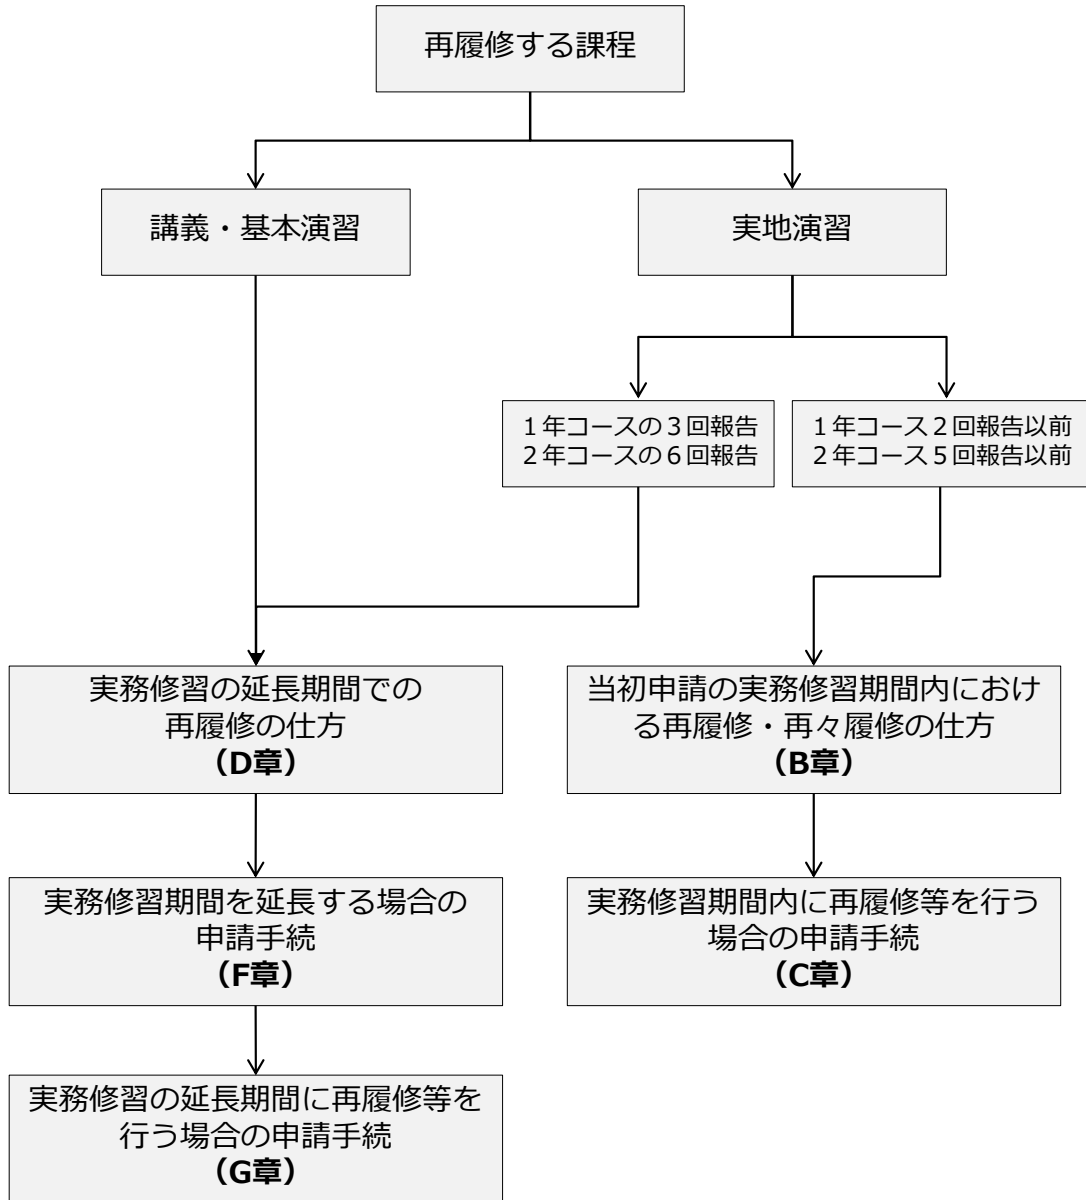 再履修する課程
講義・基本演習
実地演習
１年コースの３回報告
２年コースの６回報告
１年コース２回報告以前
２年コース５回報告以前
実務修習の延長期間での
再履修の仕方
（D章）
当初申請の実務修習期間内におけ
る再履修・再々履修の仕方
（B章）
実務修習期間を延長する場合の
申請手続
（F章）
実務修習期間内に再履修等を行う
場合の申請手続
（C章）
実務修習の延長期間に再履修等を
行う場合の申請手続
（G章）